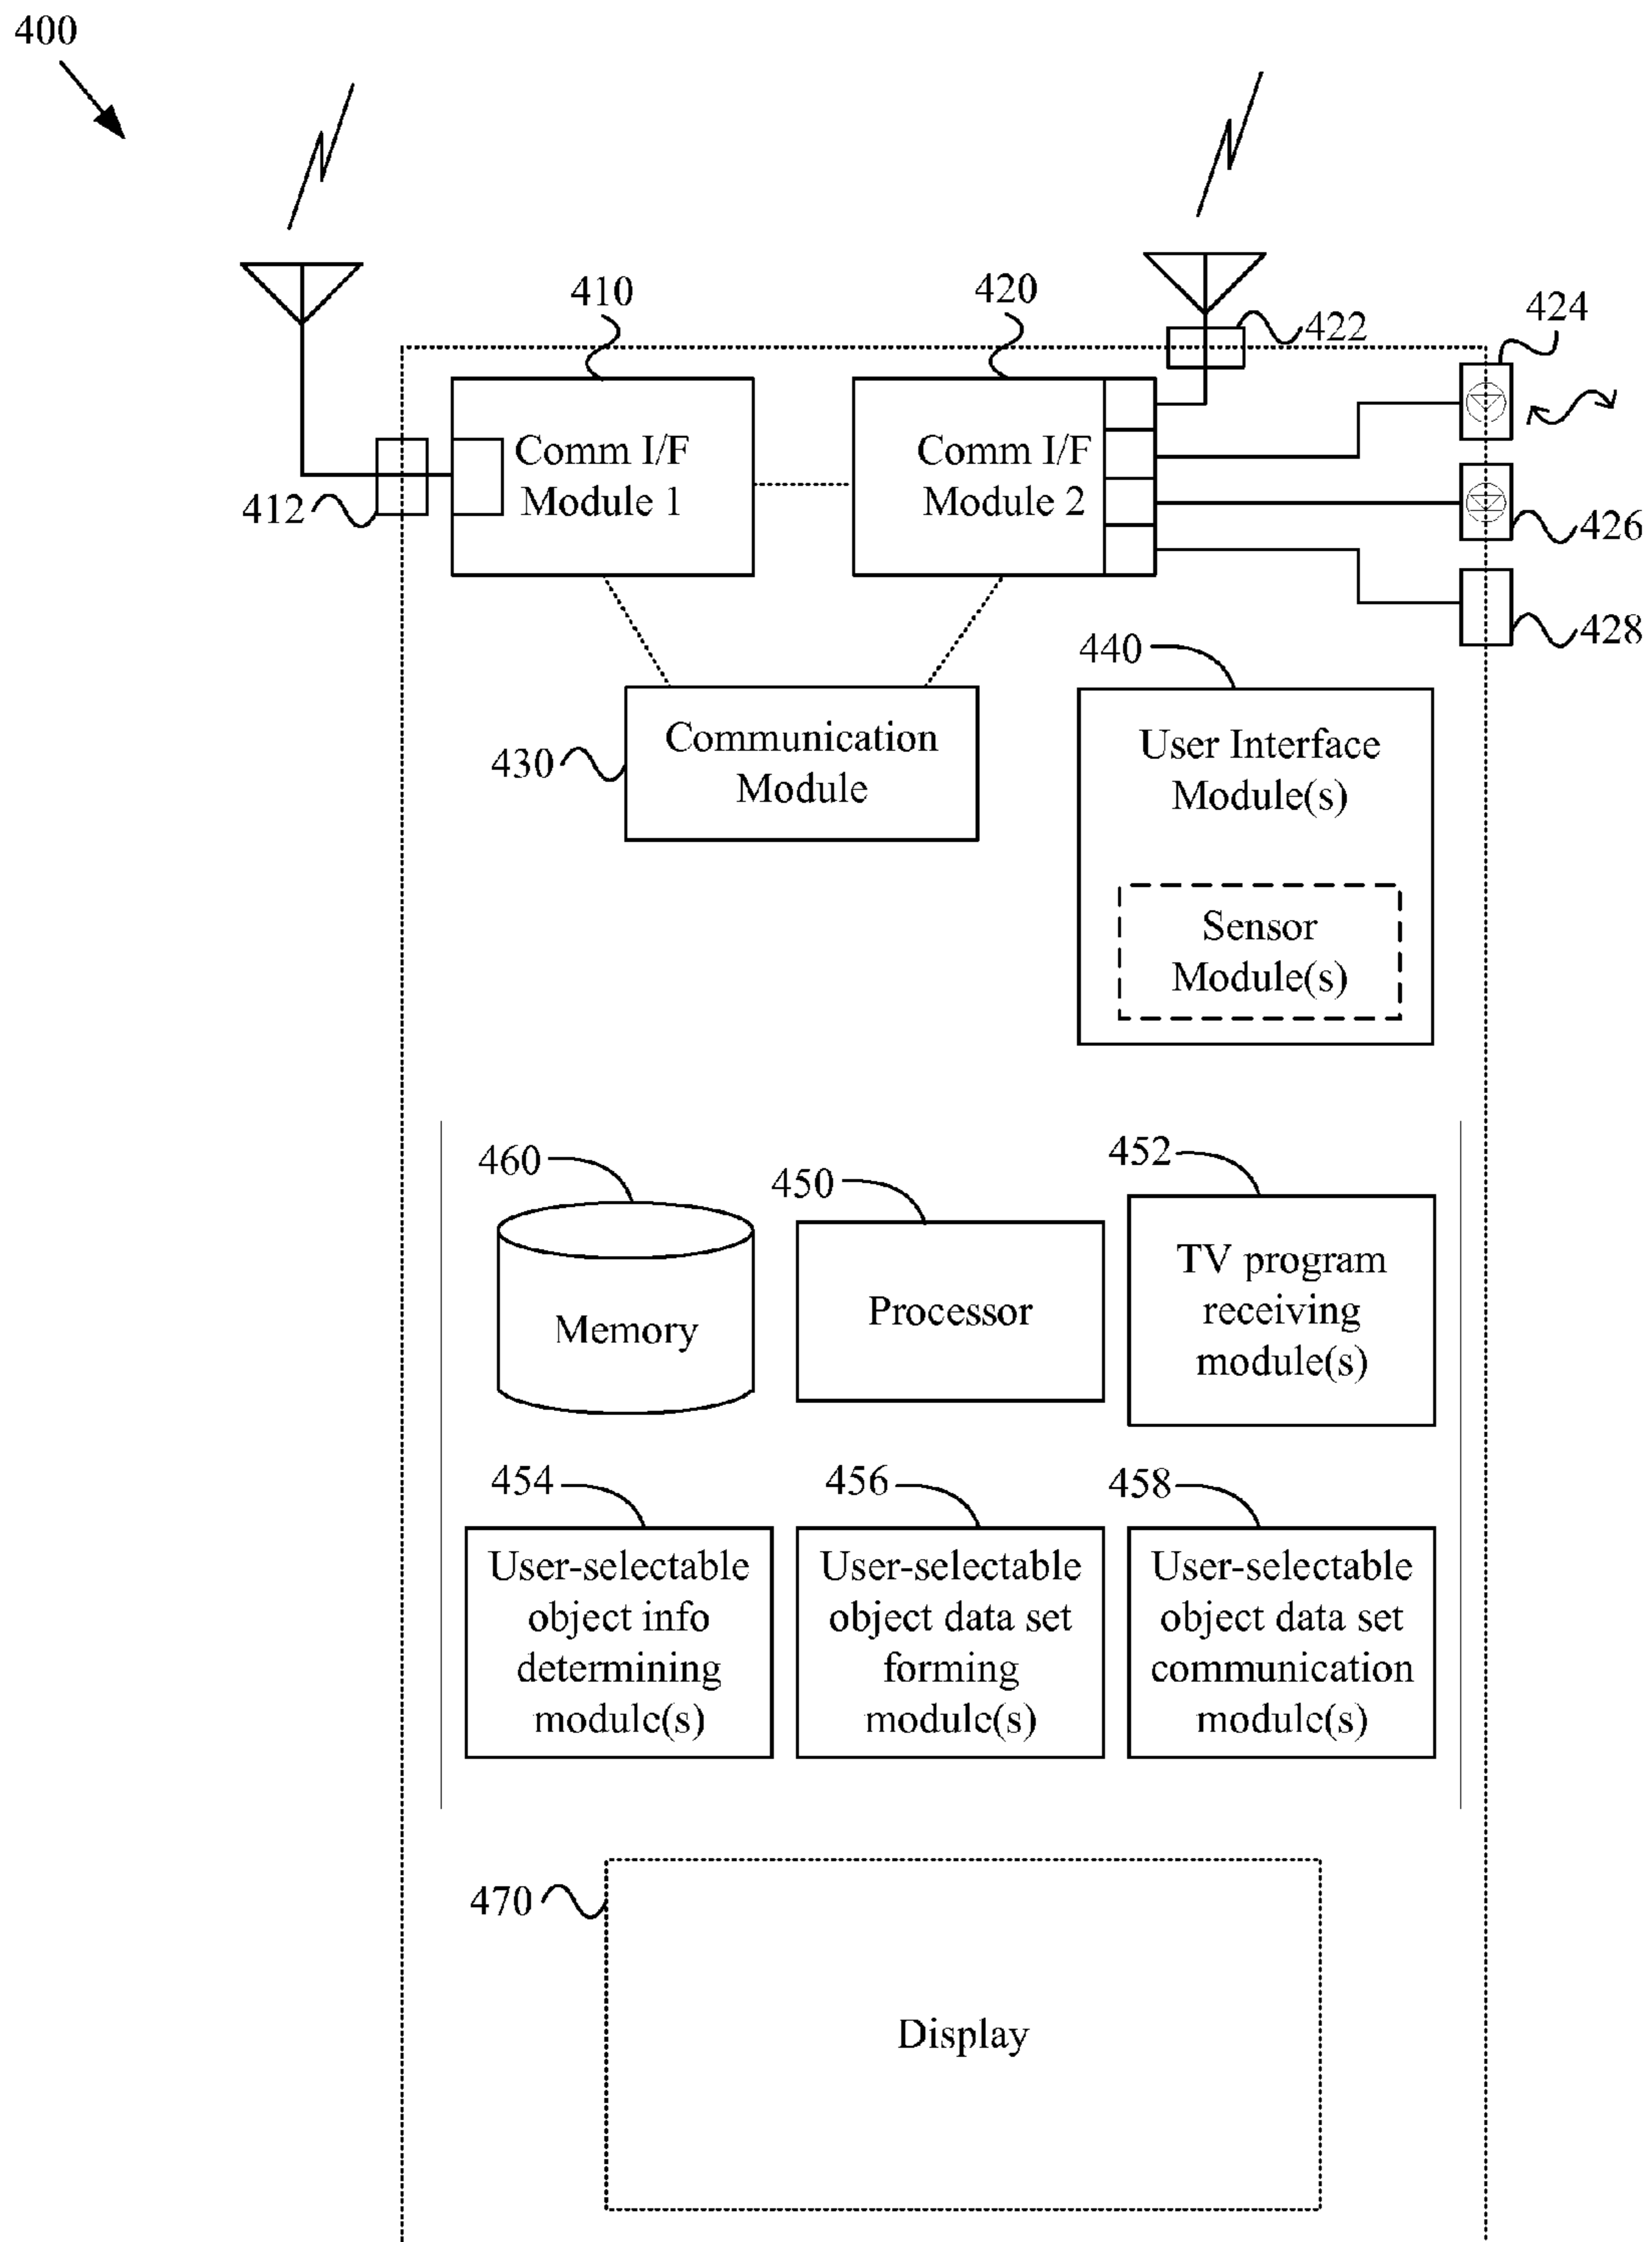 400
410
420
422
424
Comm I/F
Module 1
Comm I/F
Module 2
412
426
428
440
430
Communication
Module
User Interface
Module(s)
Sensor
Module(s)
460
450
452
Memory
Processor
TV program
receiving
module(s)
454
456
458
User-selectable
object info
determining
module(s)
User-selectable
object data set
forming
module(s)
User-selectable
object data set
communication
module(s)
470
Display